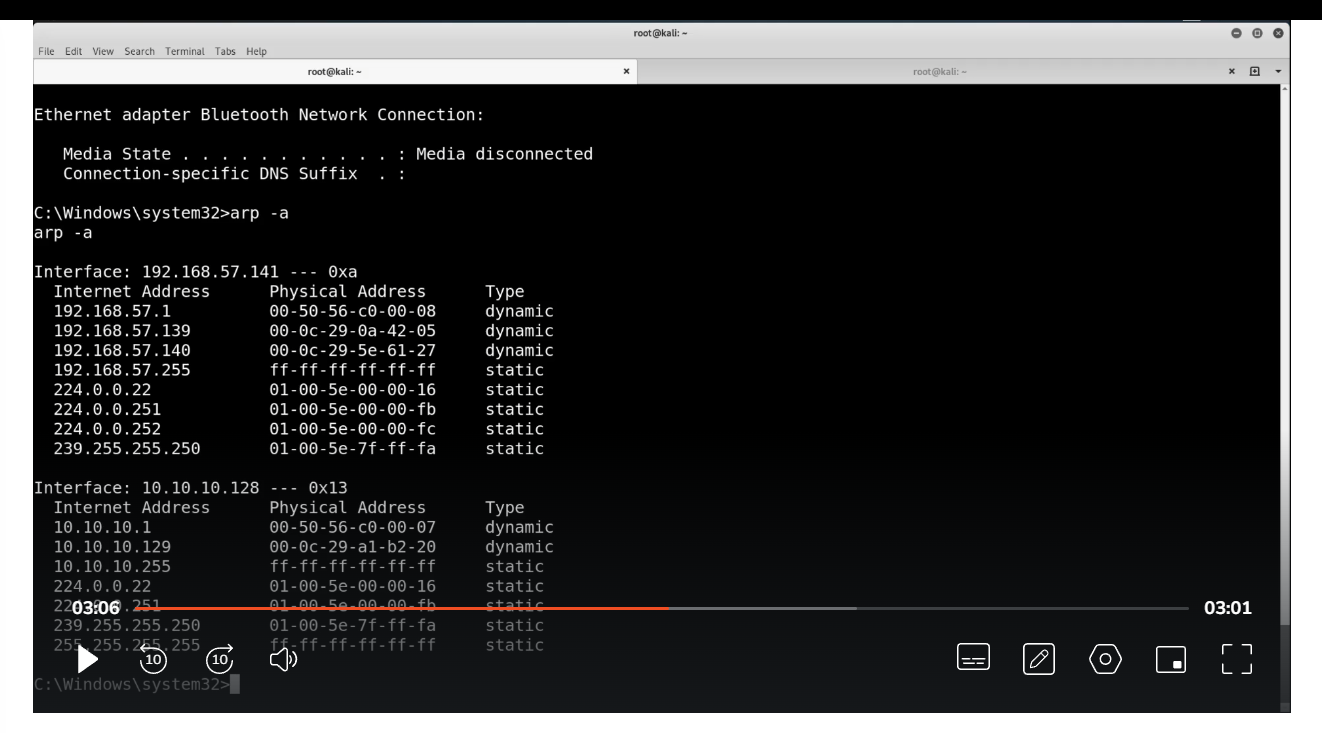 root@kali: ~
File Edit View Search Terminal Tabs Help
root@kali: ~ root@kali: ~
Ethernet adapter Bluetooth Network Connection:
Media State . . . . . . . . . . . : Media disconnected
Connection-specific DNS Suffix  . :
C:\Windows\system32>arp -a
arp -a
Interface: 192.168.57.141 --- 0xa
Internet Address      Physical Address      Type
192.168.57.1          00-50-56-c0-00-08     dynamic
192.168.57.139        00-0c-29-0a-42-05     dynamic
192.168.57.140        00-0c-29-5e-61-27     dynamic
192.168.57.255        ff-ff-ff-ff-ff-ff     static
224.0.0.22            01-00-5e-00-00-16     static
224.0.0.251           01-00-5e-00-00-fb     static
224.0.0.252           01-00-5e-00-00-fc     static
239.255.255.250       01-00-5e-7f-ff-fa     static
Interface: 10.10.10.128 --- 0x13
Internet Address      Physical Address      Type
10.10.10.1            00-50-56-c0-00-07     dynamic
10.10.10.129          00-0c-29-a1-b2-20     dynamic
10.10.10.255          ff-ff-ff-ff-ff-ff     static
224.0.0.22            01-00-5e-00-00-16     static
01-00-5e-00-00-fb     static
03:06 03:01
239.255.255.250       01-00-5e-7f-ff-fa     static
255.255.255.255       ff-ff-ff-ff-ff-ff     static
10 10
C:\Windows\system32>